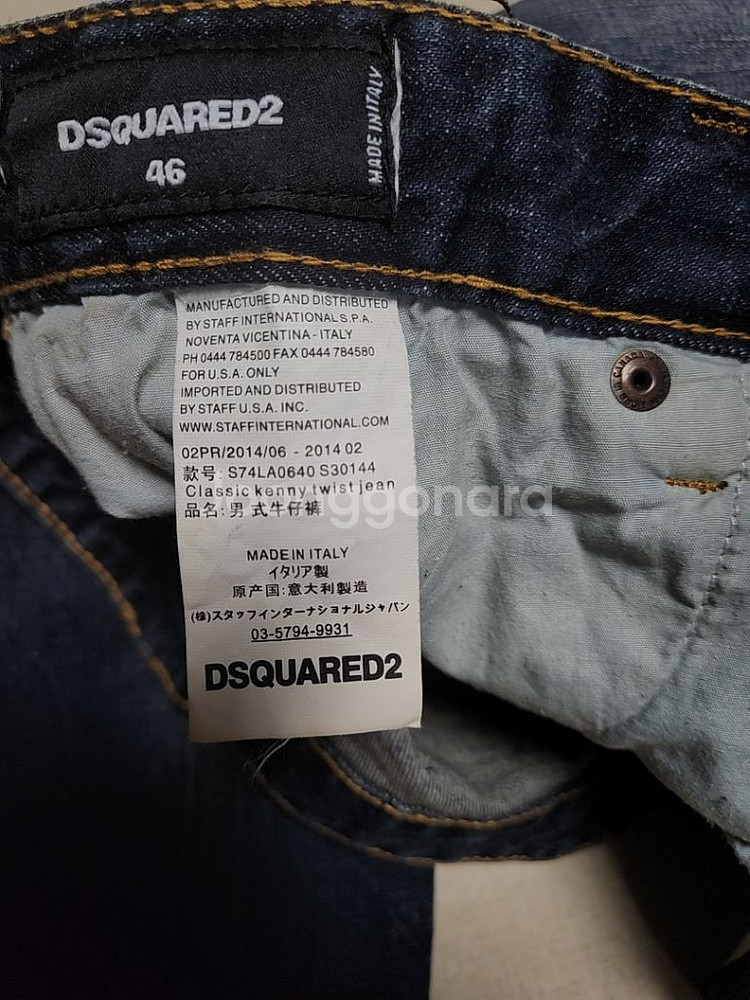 DSQUARED2
46
MADE IN ITALY
MANUFACTURED AND DISTRIBUTED
BY STAFF INTERNATIONAL S.P.A.
NOVENTA VICENTINA - ITALY
PH 0444 784500 FAX 0444 784580
FOR U.S.A. ONLY
IMPORTED AND DISTRIBUTED
BY STAFF U.S.A. INC.
WWW.STAFFINTERNATIONAL.COM
02PR/2014/06 - 2014 02
款号: S74LA0640 S30144
Classic kenny twist jean
品名: 男式牛仔裤
MADE IN ITALY
イタリア製
原产国:意大利製造
(株)スタッフインターナショナルジャパン
03-5794-9931
DSQUARED2
CANADA